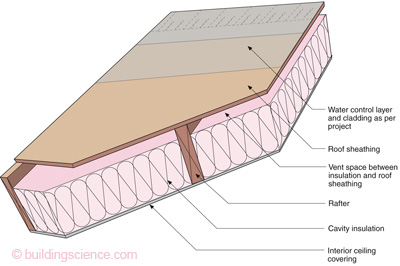 Water control layer
and cladding as per
project
Roof sheathing
Vent space between
insulation and roof
sheathing
Rafter
Cavity insulation
Interior ceiling
covering
© buildingscience.com